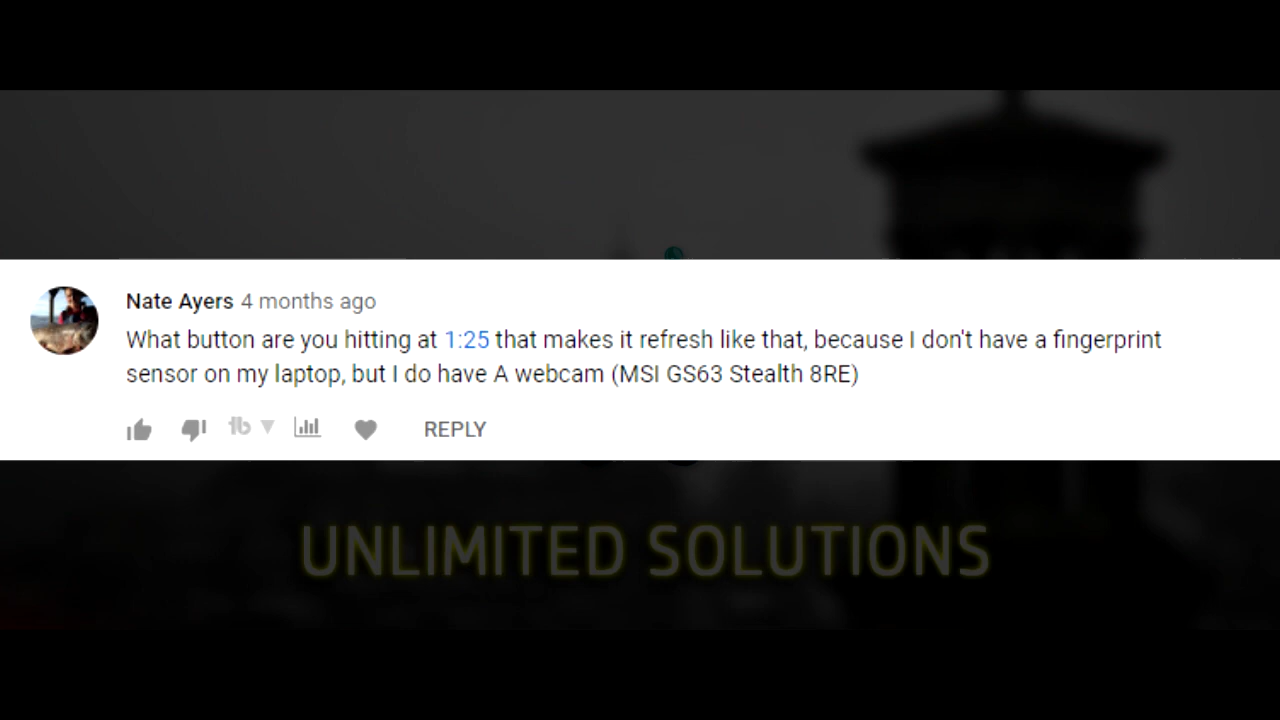 Nate Ayers 4 months ago
What button are you hitting at 1:25 that makes it refresh like that, because I don't have a fingerprint
sensor on my laptop, but I do have A webcam (MSI GS63 Stealth 8RE)
tb
REPLY
UNLIMITED SOLUTIONS